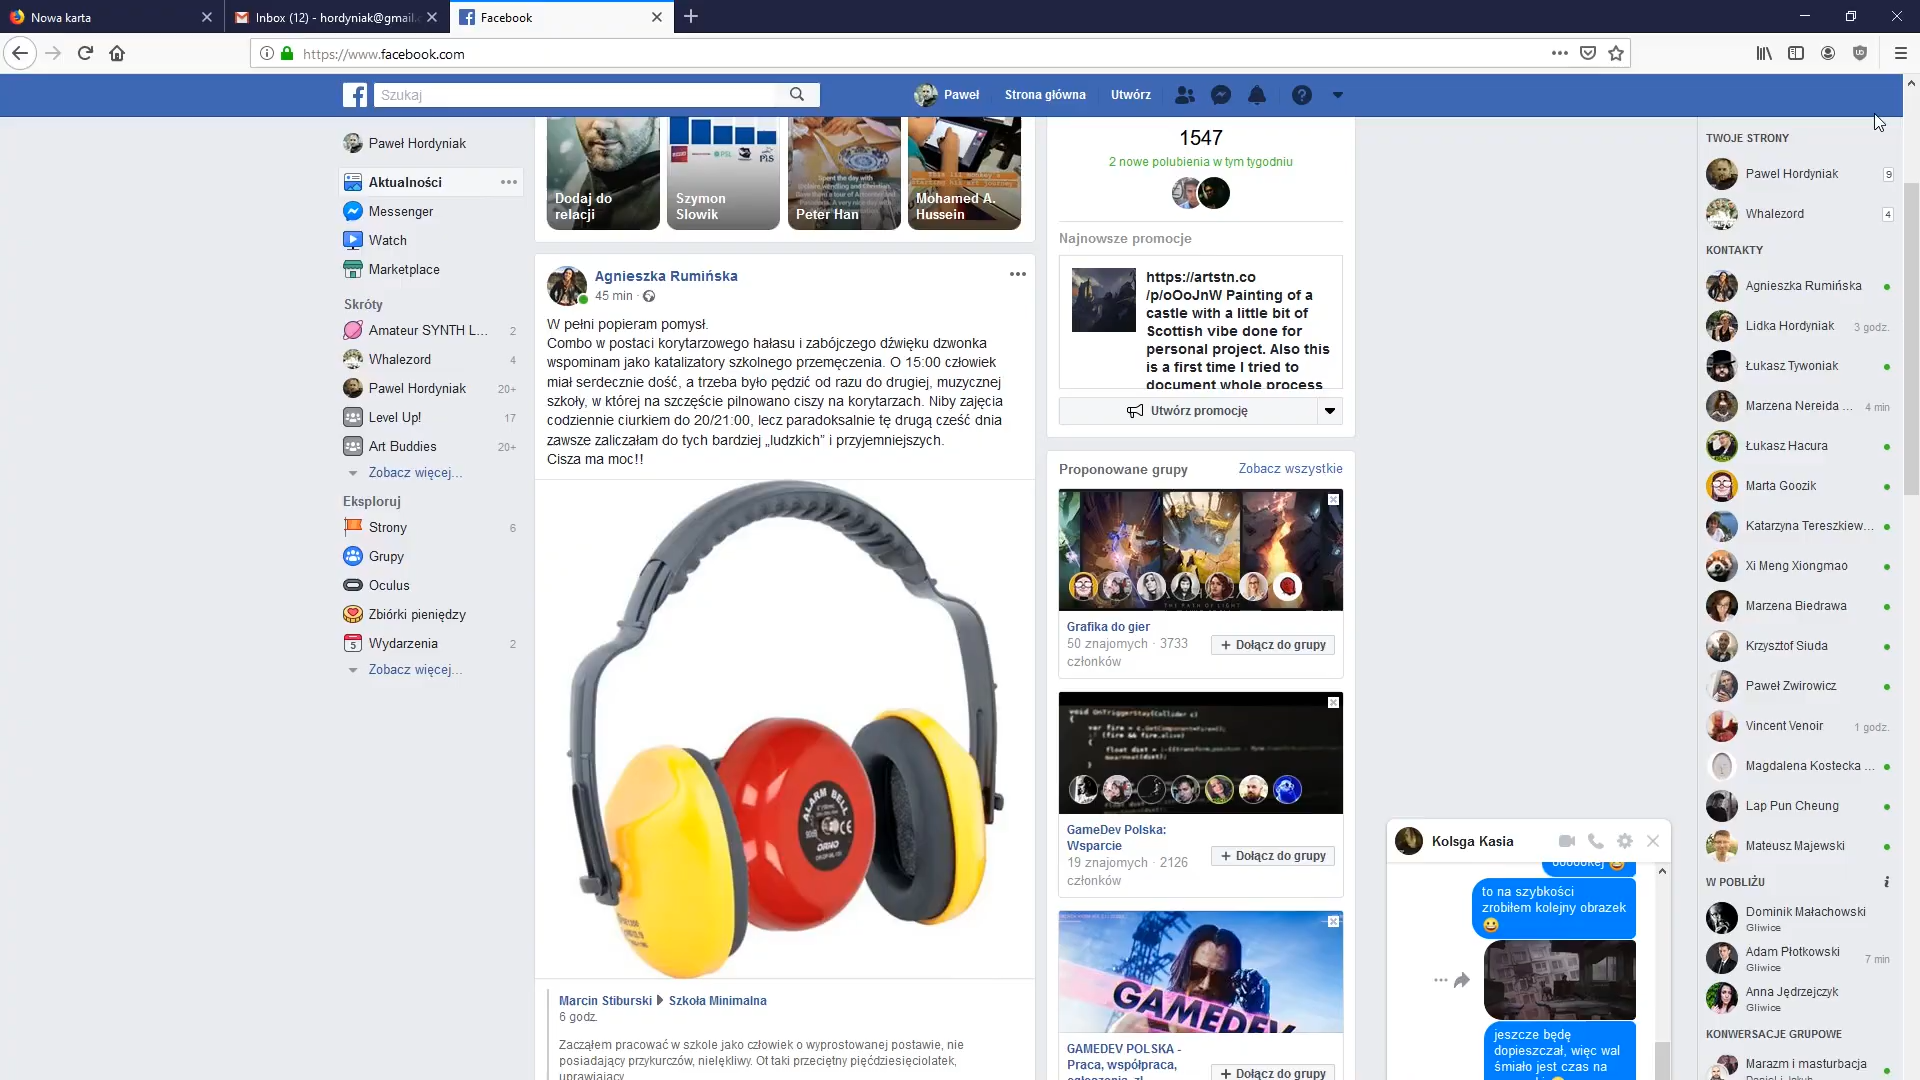 Nowa karta
Inbox (12) - hordyniak@gmail.c
Facebook
https://www.facebook.com
Szukaj
Paweł
Strona główna
Utwórz
Paweł Hordyniak
Aktualności
Messenger
Watch
Marketplace
Skróty
Amateur SYNTH L... 2
Whalezord 4
Pawel Hordyniak 20+
Level Up! 17
Art Buddies 20+
Zobacz więcej...
Eksploruj
Strony 6
Grupy
Oculus
Zbiórki pieniędzy
Wydarzenia 2
Zobacz więcej...
Dodaj do relacji
Szymon Slowik
Peter Han
Mohamed A. Hussein
Agnieszka Rumińska
45 min ·
W pełni popieram pomysł.
Combo w postaci korytarzowego hałasu i zabójczego dźwięku dzwonka
wspominam jako katalizatory szkolnego przemęczenia. O 15:00 człowiek
miał serdecznie dość, a trzeba było pędzić od razu do drugiej, muzycznej
szkoły, w której na szczęście pilnowano ciszy na korytarzach. Niby zajęcia
codziennie ciurkiem do 20/21:00, lecz paradoksalnie tę drugą cześć dnia
zawsze zaliczałam do tych bardziej „ludzkich” i przyjemniejszych.
Cisza ma moc!!
ALARM BELL
ORNO
Marcin Stiburski Szkoła Minimalna
6 godz.
Zacząłem pracować w szkole jako człowiek o wyprostowanej postawie, nie
posiadający przykurczów, nielękliwy. Ot taki przeciętny pięćdziesięciolatek,
uprawiający
1547
2 nowe polubienia w tym tygodniu
Najnowsze promocje
https://artstn.co
/p/oOoJnW Painting of a
castle with a little bit of
Scottish vibe done for
personal project. Also this
is a first time I tried to
document whole process
Utwórz promocję
Proponowane grupy
Zobacz wszystkie
THE PATH OF LIGHT
Grafika do gier
50 znajomych · 3733
członków
+ Dołącz do grupy
GameDev Polska:
Wsparcie
19 znajomych · 2126
członków
+ Dołącz do grupy
GAMEDEV
GAMEDEV POLSKA -
Praca, współpraca,
+ Dołącz do grupy
Kolsga Kasia
to na szybkości
zrobiłem kolejny obrazek
jeszcze będę
dopieszczał, więc wal
śmiało jest czas na
TWOJE STRONY
Pawel Hordyniak 9
Whalezord 4
KONTAKTY
Agnieszka Rumińska
Lidka Hordyniak 3 godz.
Łukasz Tywoniak
Marzena Nereida ... 4 min
Łukasz Hacura
Marta Goozik
Katarzyna Tereszkiew...
Xi Meng Xiongmao
Marzena Biedrawa
Krzysztof Siuda
Paweł Zwirowicz
Vincent Venoir 1 godz.
Magdalena Kostecka ...
Lap Pun Cheung
Mateusz Majewski
W POBLIŻU
Dominik Małachowski
Gliwice
Adam Płotkowski 7 min
Gliwice
Anna Jędrzejczyk
Gliwice
KONWERSACJE GRUPOWE
Marazm i masturbacja